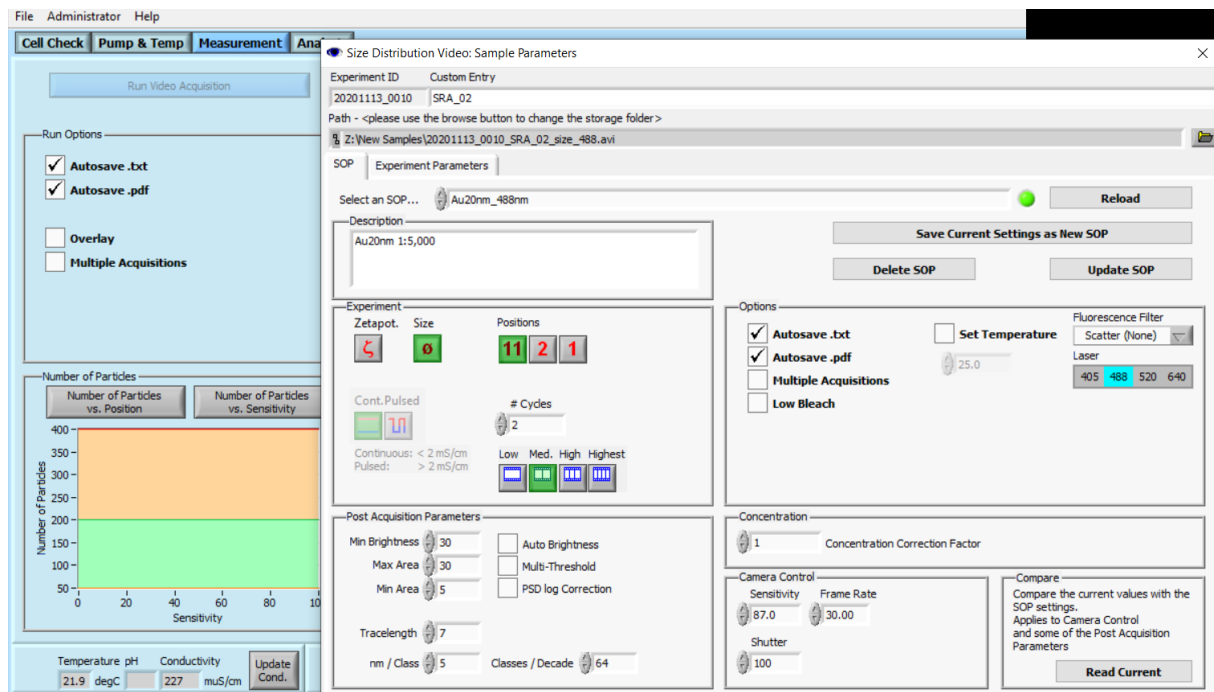 File Administrator Help
Cell Check Pump & Temp Measurement Ana
Size Distribution Video: Sample Parameters
Run Video Acquisition
Run Options
Autosave .txt
Autosave .pdf
Overlay
Multiple Acquisitions
Number of Particles
Number of Particles vs. Position
Number of Particles vs. Sensitivity
400
350
300
250
200
150
100
50
Number of Particles
0 20 40 60 80 10
Sensitivity
Temperature pH Conductivity
21.9 degC 227 muS/cm
Update Cond.
Experiment ID Custom Entry
20201113_0010 SRA_02
Path - <please use the browse button to change the storage folder>
Z:\New Samples\20201113_0010_SRA_02_size_488.avi
SOP Experiment Parameters
Select an SOP... Au20nm_488nm Reload
Description
Au20nm 1:5,000
Save Current Settings as New SOP
Delete SOP Update SOP
Experiment
Zetapot. Size Positions
ζ ø 11 2 1
Cont. Pulsed
# Cycles
2
Continuous: < 2 mS/cm
Pulsed: > 2 mS/cm
Low Med. High Highest
Options
Autosave .txt
Autosave .pdf
Multiple Acquisitions
Low Bleach
Set Temperature
25.0
Fluorescence Filter
Scatter (None)
Laser
405 488 520 640
Post Acquisition Parameters
Min Brightness 30 Auto Brightness
Max Area 30 Multi-Threshold
Min Area 5 PSD log Correction
Tracelength 7
nm / Class 5 Classes / Decade 64
Concentration
1 Concentration Correction Factor
Camera Control
Sensitivity Frame Rate
87.0 30.00
Shutter
100
Compare
Compare the current values with the
SOP settings.
Applies to Camera Control
and some of the Post Acquisition
Parameters
Read Current